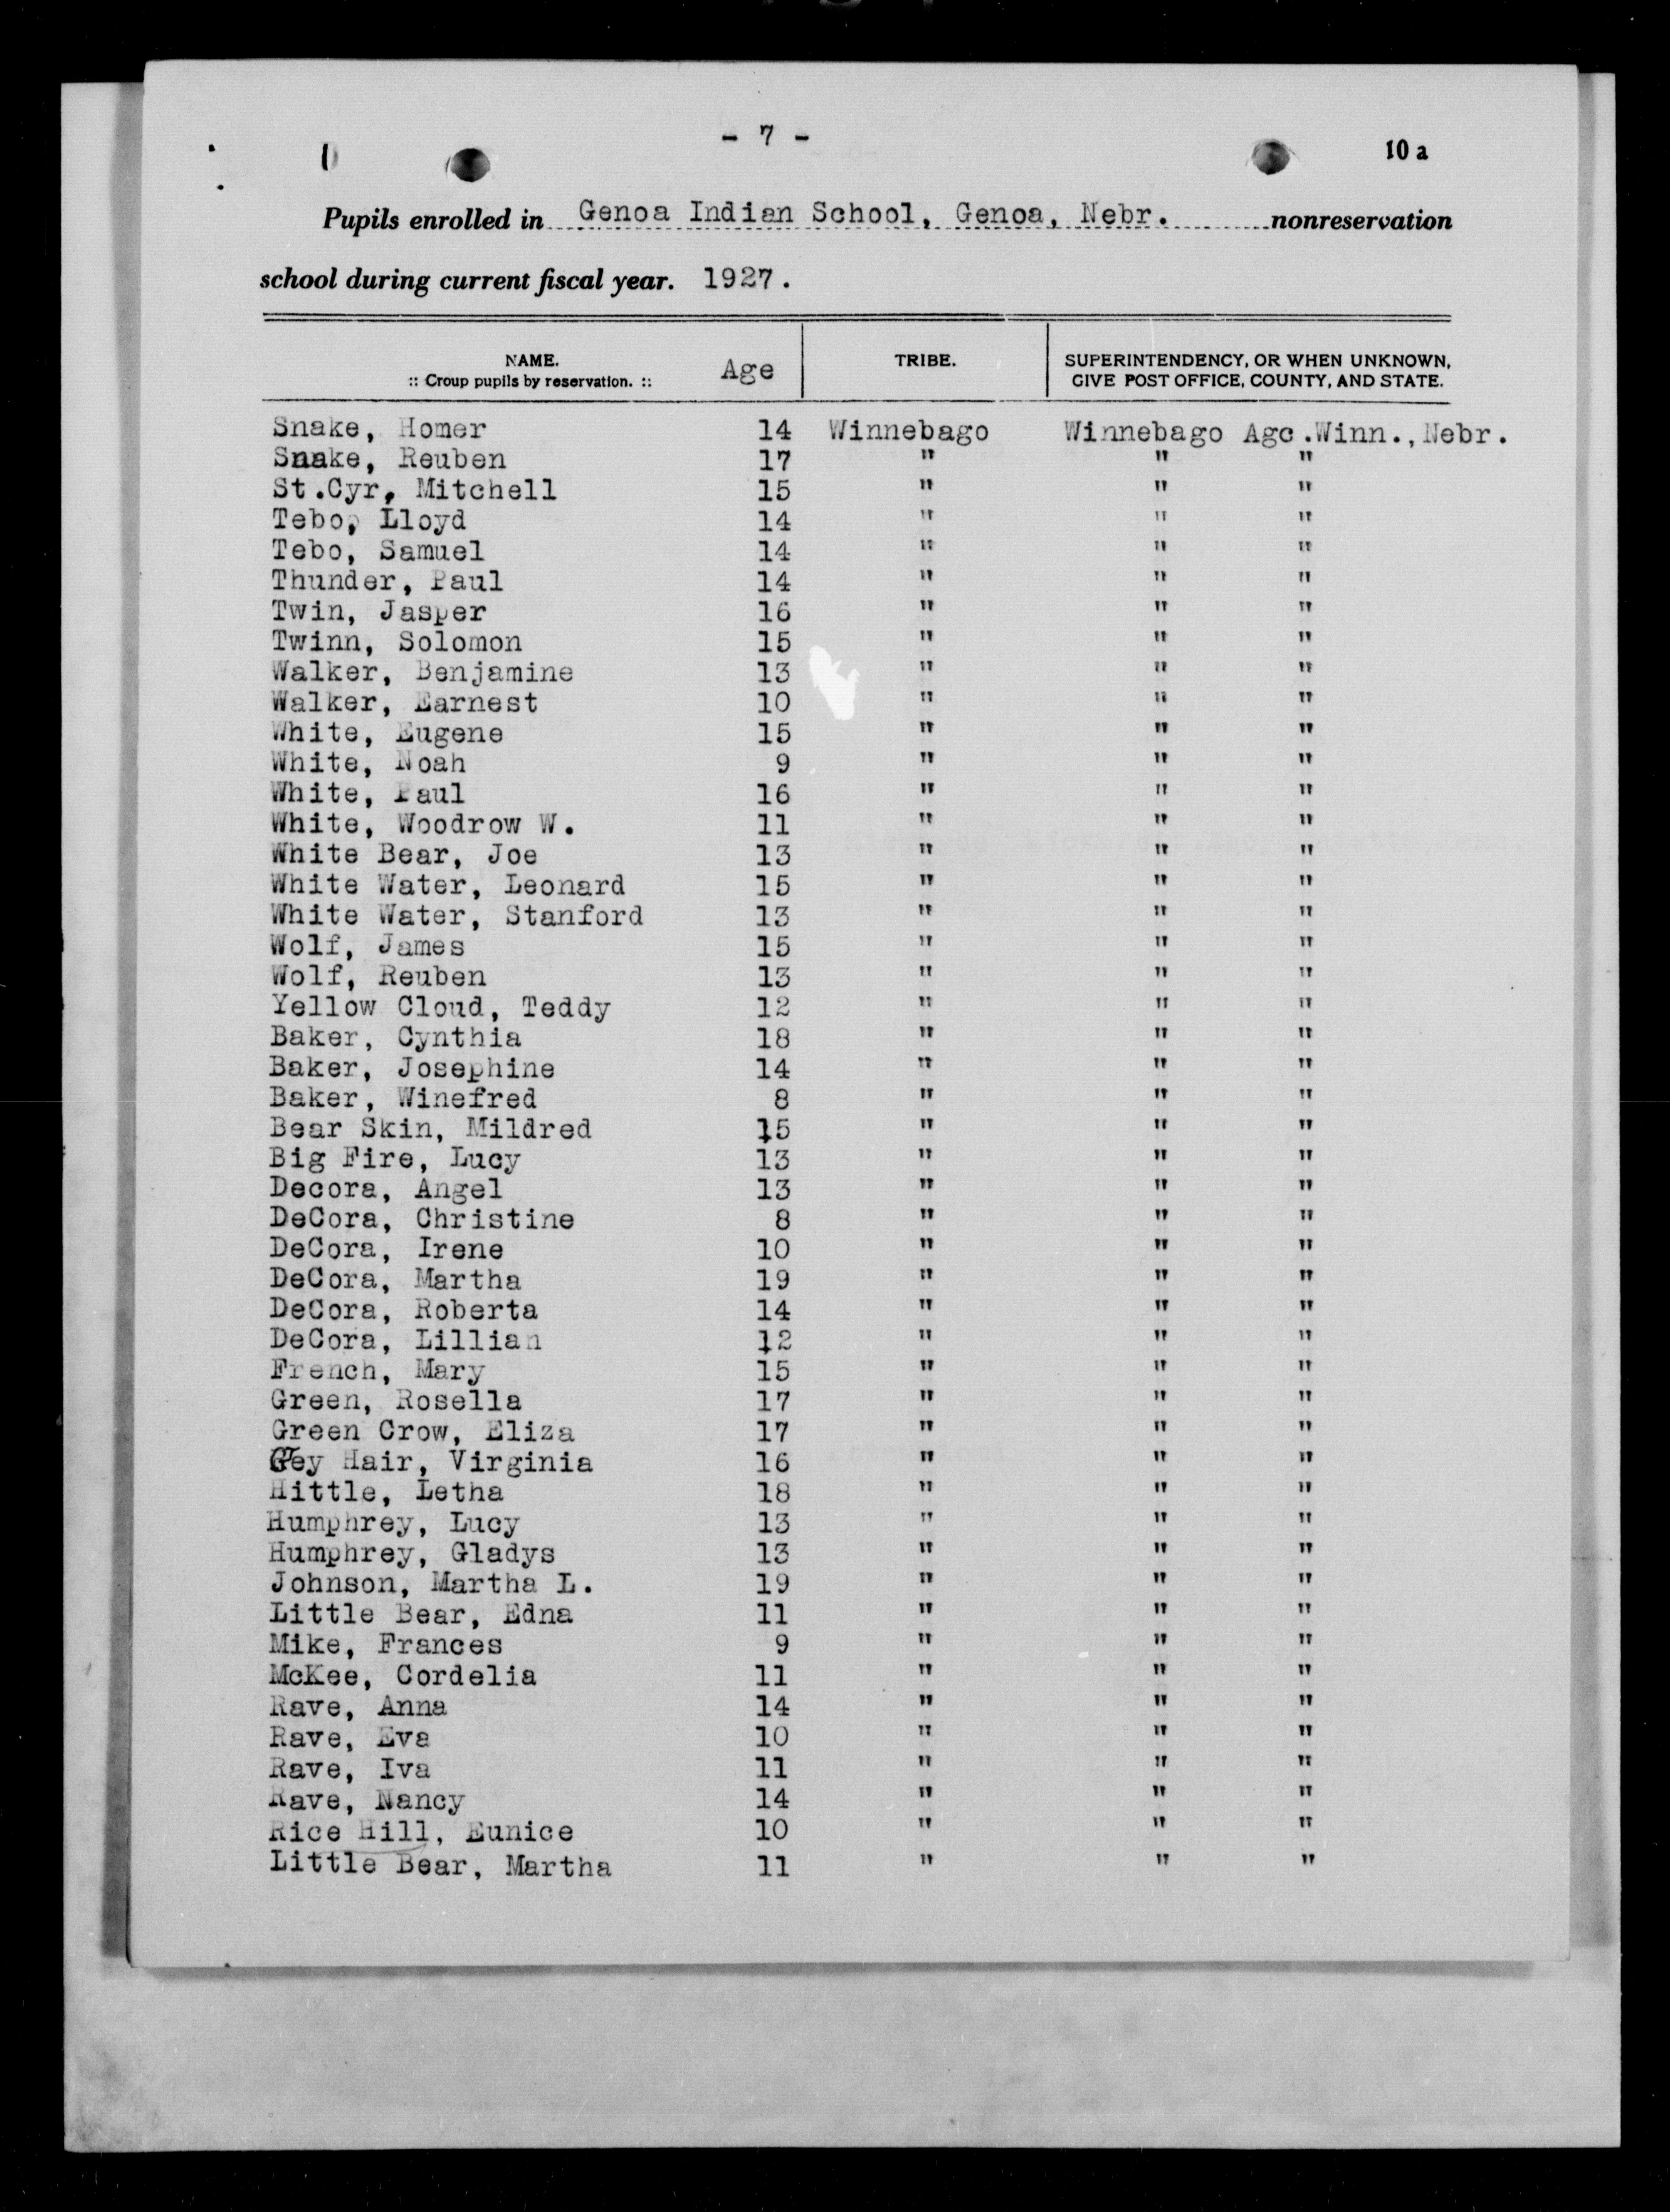 - 7 -
10 a
Pupils enrolled in Genoa Indian School, Genoa, Nebr. nonreservation
school during current fiscal year. 1927.
NAME. Age TRIBE. SUPERINTENDENCY, OR WHEN UNKNOWN,
:: Group pupils by reservation. :: GIVE POST OFFICE, COUNTY, AND STATE.
Snake, Homer 14 Winnebago Winnebago Agc.Winn.,Nebr.
Snake, Reuben 17 " " "
St.Cyr, Mitchell 15 " " "
Tebo, Lloyd 14 " " "
Tebo, Samuel 14 " " "
Thunder, Paul 14 " " "
Twin, Jasper 16 " " "
Twinn, Solomon 15 " " "
Walker, Benjamine 13 " " "
Walker, Earnest 10 " " "
White, Eugene 15 " " "
White, Noah 9 " " "
White, Paul 16 " " "
White, Woodrow W. 11 " " "
White Bear, Joe 13 " " "
White Water, Leonard 15 " " "
White Water, Stanford 13 " " "
Wolf, James 15 " " "
Wolf, Reuben 13 " " "
Yellow Cloud, Teddy 12 " " "
Baker, Cynthia 18 " " "
Baker, Josephine 14 " " "
Baker, Winefred 8 " " "
Bear Skin, Mildred 15 " " "
Big Fire, Lucy 13 " " "
Decora, Angel 13 " " "
DeCora, Christine 8 " " "
DeCora, Irene 10 " " "
DeCora, Martha 19 " " "
DeCora, Roberta 14 " " "
DeCora, Lillian 12 " " "
French, Mary 15 " " "
Green, Rosella 17 " " "
Green Crow, Eliza 17 " " "
Grey Hair, Virginia 16 " " "
Hittle, Letha 18 " " "
Humphrey, Lucy 13 " " "
Humphrey, Gladys 13 " " "
Johnson, Martha L. 19 " " "
Little Bear, Edna 11 " " "
Mike, Frances 9 " " "
McKee, Cordelia 11 " " "
Rave, Anna 14 " " "
Rave, Eva 10 " " "
Rave, Iva 11 " " "
Rave, Nancy 14 " " "
Rice Hill, Eunice 10 " " "
Little Bear, Martha 11 " " "